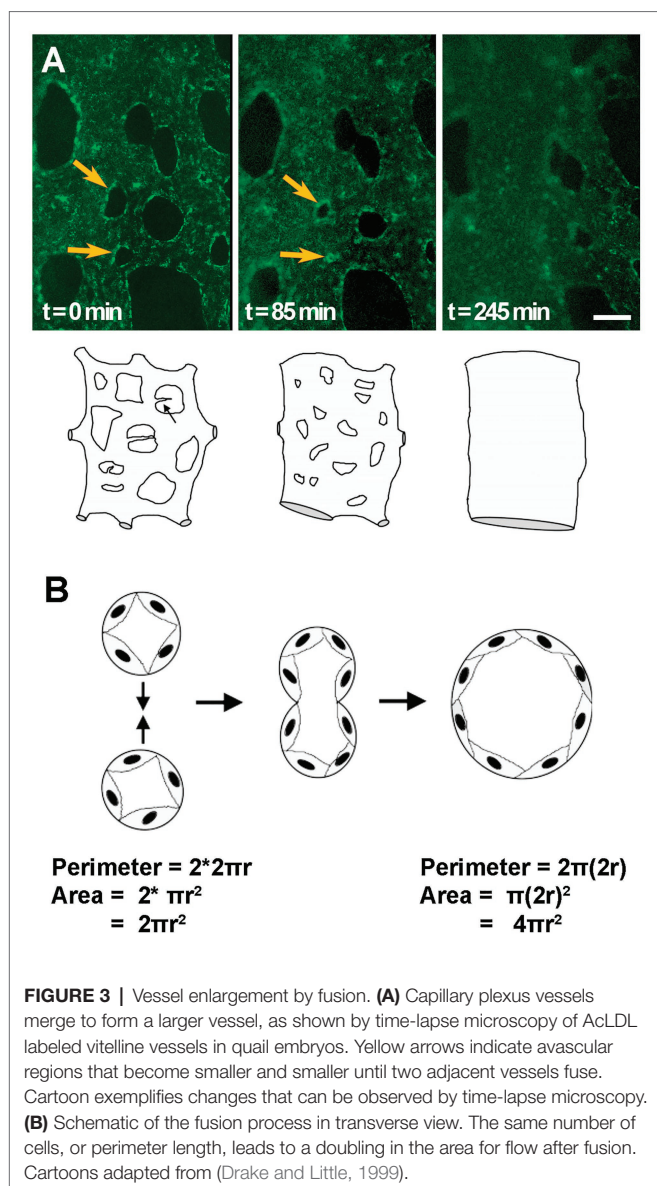 A
t=0 min
t=85 min
t=245 min
B
Perimeter = 2*2πr
Area = 2* πr²
= 2πr²
Perimeter = 2π(2r)
Area = π(2r)²
= 4πr²
FIGURE 3 | Vessel enlargement by fusion. (A) Capillary plexus vessels
merge to form a larger vessel, as shown by time-lapse microscopy of AcLDL
labeled vitelline vessels in quail embryos. Yellow arrows indicate avascular
regions that become smaller and smaller until two adjacent vessels fuse.
Cartoon exemplifies changes that can be observed by time-lapse microscopy.
(B) Schematic of the fusion process in transverse view. The same number of
cells, or perimeter length, leads to a doubling in the area for flow after fusion.
Cartoons adapted from (Drake and Little, 1999).